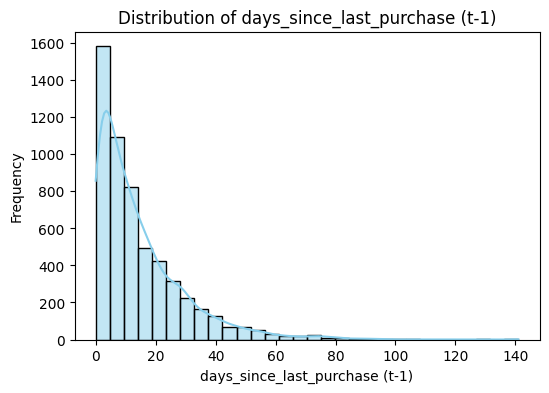 Distribution of days_since_last_purchase (t-1)
1600
1400
1200
1000
800
600
400
200
0
Frequency
0 20 40 60 80 100 120 140
days_since_last_purchase (t-1)